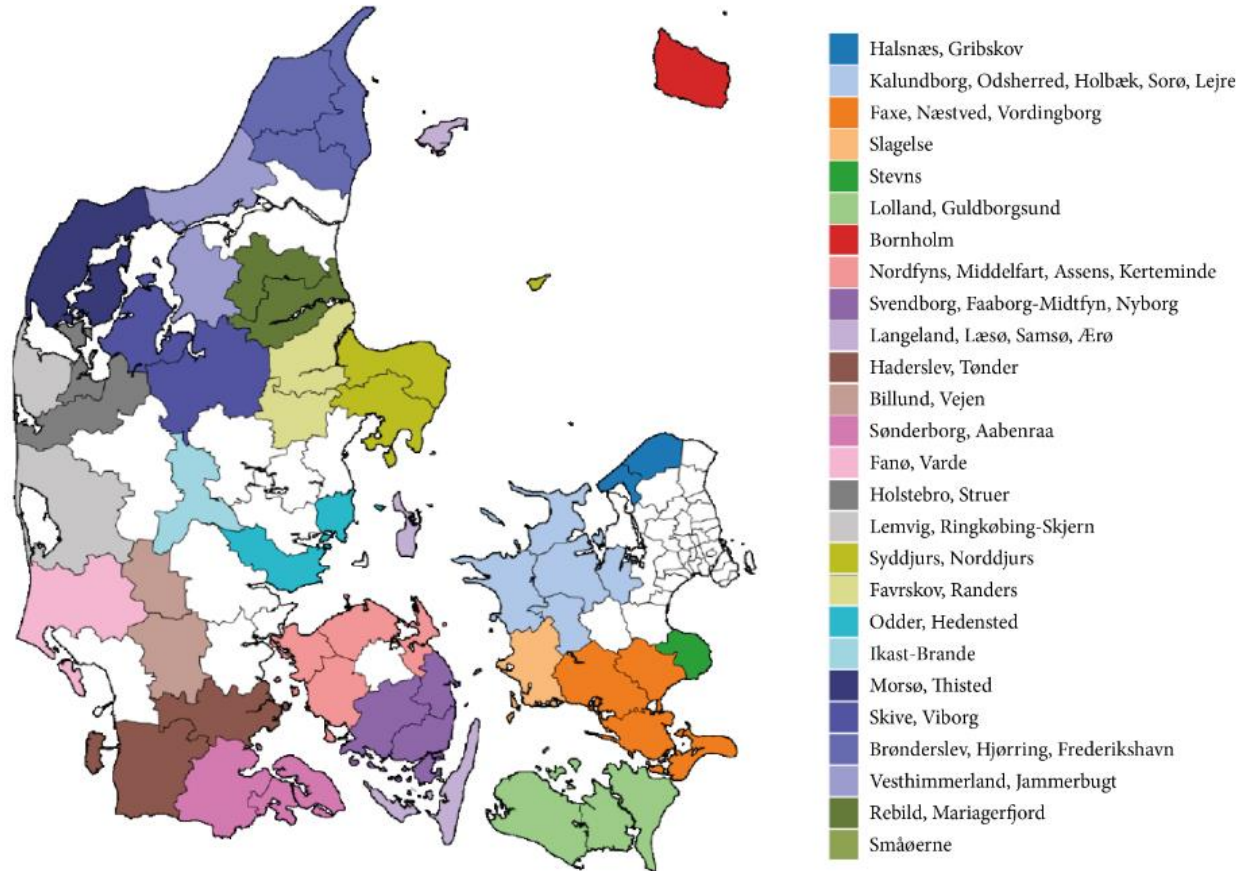 Halsnæs, Gribskov
Kalundborg, Odsherred, Holbæk, Sorø, Lejre
Faxe, Næstved, Vordingborg
Slagelse
Stevns
Lolland, Guldborgsund
Bornholm
Nordfyns, Middelfart, Assens, Kerteminde
Svendborg, Faaborg-Midtfyn, Nyborg
Langeland, Læsø, Samsø, Ærø
Haderslev, Tønder
Billund, Vejen
Sønderborg, Aabenraa
Fanø, Varde
Holstebro, Struer
Lemvig, Ringkøbing-Skjern
Syddjurs, Norddjurs
Favrskov, Randers
Odder, Hedensted
Ikast-Brande
Morsø, Thisted
Skive, Viborg
Brønderslev, Hjørring, Frederikshavn
Vesthimmerland, Jammerbugt
Rebild, Mariagerfjord
Småøerne